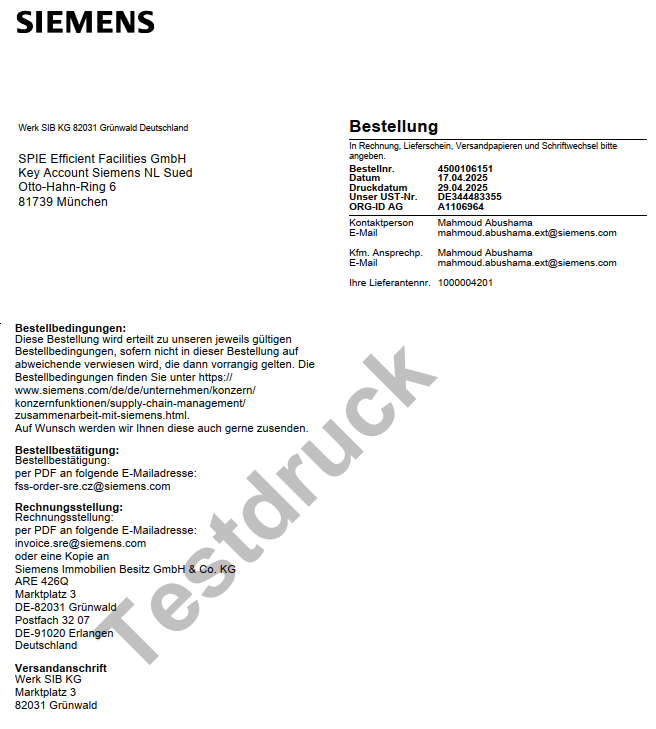 SIEMENS
Werk SIB KG 82031 Grünwald Deutschland
SPIE Efficient Facilities GmbH
Key Account Siemens NL Sued
Otto-Hahn-Ring 6
81739 München
Bestellung
In Rechnung, Lieferschein, Versandpapieren und Schriftwechsel bitte
angeben.
Bestellnr. 4500106151
Datum 17.04.2025
Druckdatum 29.04.2025
Unser UST-Nr. DE344483355
ORG-ID AG A1106964
Kontaktperson Mahmoud Abushama
E-Mail mahmoud.abushama.ext@siemens.com
Kfm. Ansprechp. Mahmoud Abushama
E-Mail mahmoud.abushama.ext@siemens.com
Ihre Lieferantennr. 1000004201
Bestellbedingungen:
Diese Bestellung wird erteilt zu unseren jeweils gültigen
Bestellbedingungen, sofern nicht in dieser Bestellung auf
abweichende verwiesen wird, die dann vorrangig gelten. Die
Bestellbedingungen finden Sie unter https://
www.siemens.com/de/de/unternehmen/konzern/
konzernfunktionen/supply-chain-management/
zusammenarbeit-mit-siemens.html.
Auf Wunsch werden wir Ihnen diese auch gerne zusenden.
Bestellbestätigung:
Bestellbestätigung:
per PDF an folgende E-Mailadresse:
fss-order-sre.cz@siemens.com
Rechnungsstellung:
Rechnungsstellung:
per PDF an folgende E-Mailadresse:
invoice.sre@siemens.com
oder eine Kopie an
Siemens Immobilien Besitz GmbH & Co. KG
ARE 426Q
Marktplatz 3
DE-82031 Grünwald
Postfach 32 07
DE-91020 Erlangen
Deutschland
Versandanschrift
Werk SIB KG
Marktplatz 3
82031 Grünwald
Testdruck